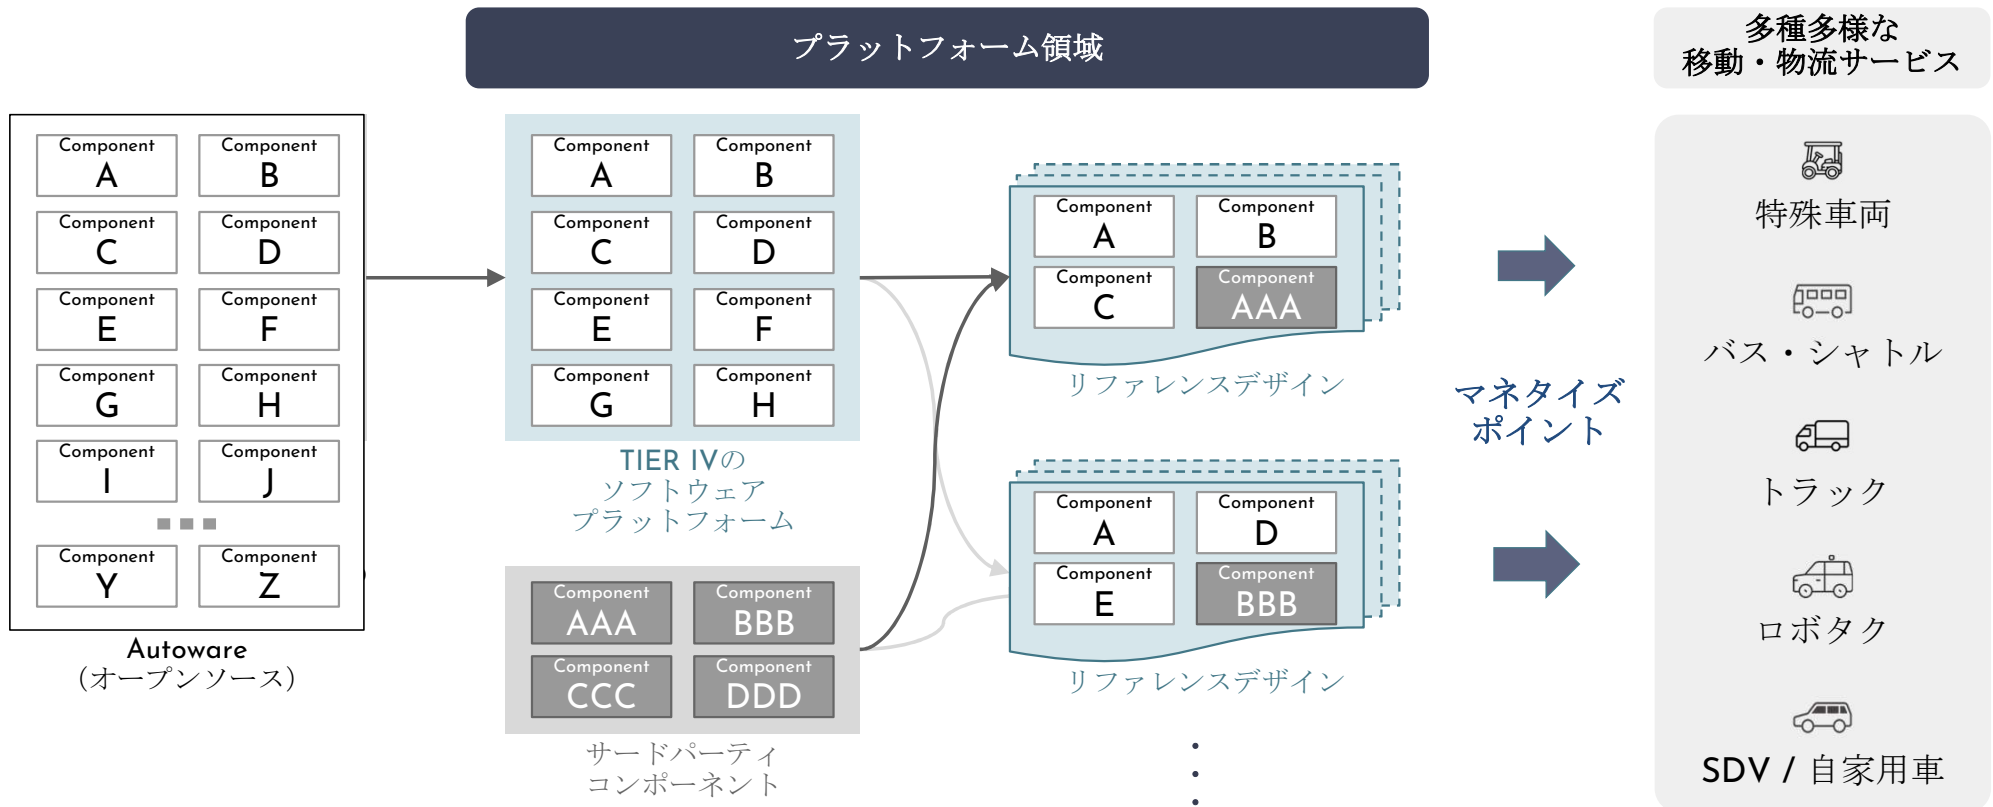 プラットフォーム領域
多種多様な
移動・物流サービス
Component
A
Component
B
Component
C
Component
D
Component
E
Component
F
Component
G
Component
H
Component
I
Component
J
Component
Y
Component
Z
Autoware
（オープンソース）
Component
A
Component
B
Component
C
Component
D
Component
E
Component
F
Component
G
Component
H
TIER IVの
ソフトウェア
プラットフォーム
Component
AAA
Component
BBB
Component
CCC
Component
DDD
サードパーティ
コンポーネント
Component
A
Component
B
Component
C
Component
AAA
リファレンスデザイン
Component
A
Component
D
Component
E
Component
BBB
リファレンスデザイン
マネタイズ
ポイント
特殊車両
バス・シャトル
トラック
ロボタク
SDV / 自家用車